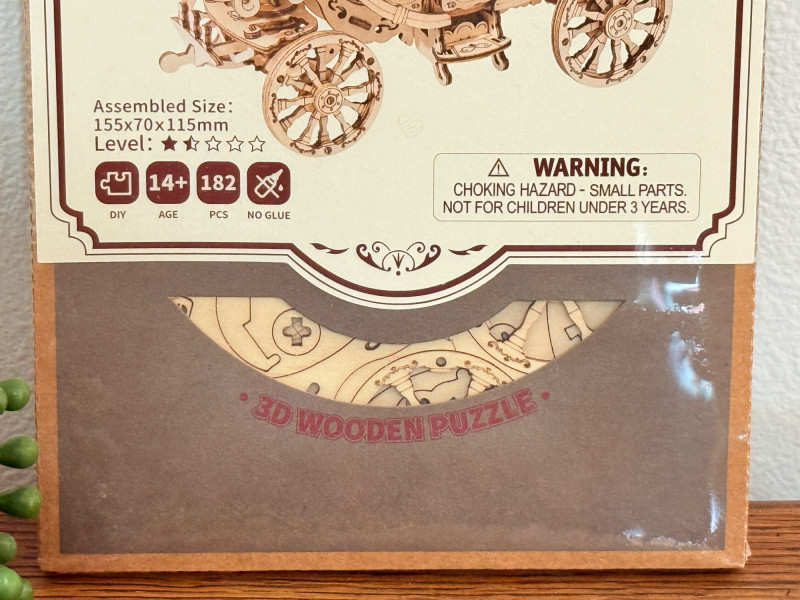 Assembled Size:
155x70x115mm
Level:
14+ 182
DIY AGE PCS NO GLUE
WARNING:
CHOKING HAZARD - SMALL PARTS.
NOT FOR CHILDREN UNDER 3 YEARS.
• 3D WOODEN PUZZLE •